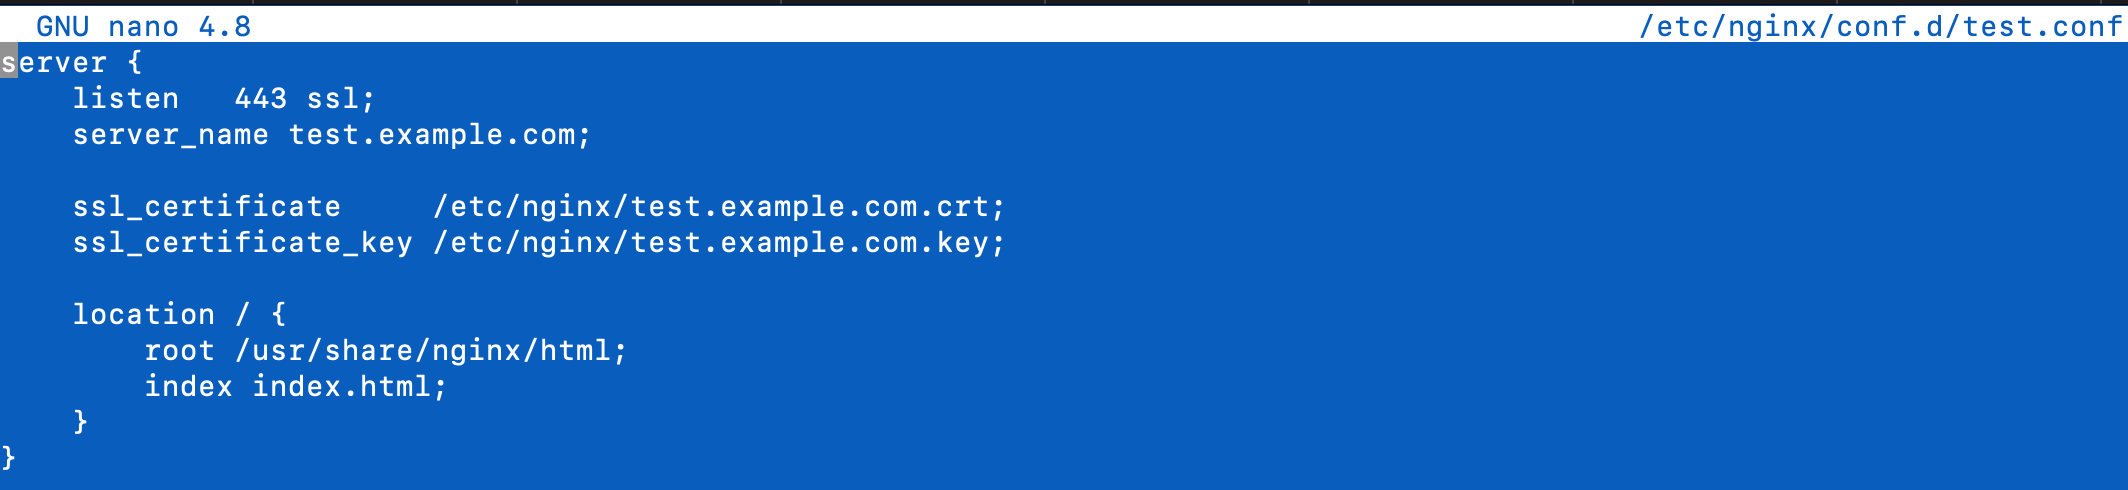 GNU nano 4.8 /etc/nginx/conf.d/test.conf
server {
    listen   443 ssl;
    server_name test.example.com;

    ssl_certificate     /etc/nginx/test.example.com.crt;
    ssl_certificate_key /etc/nginx/test.example.com.key;

    location / {
        root /usr/share/nginx/html;
        index index.html;
    }
}